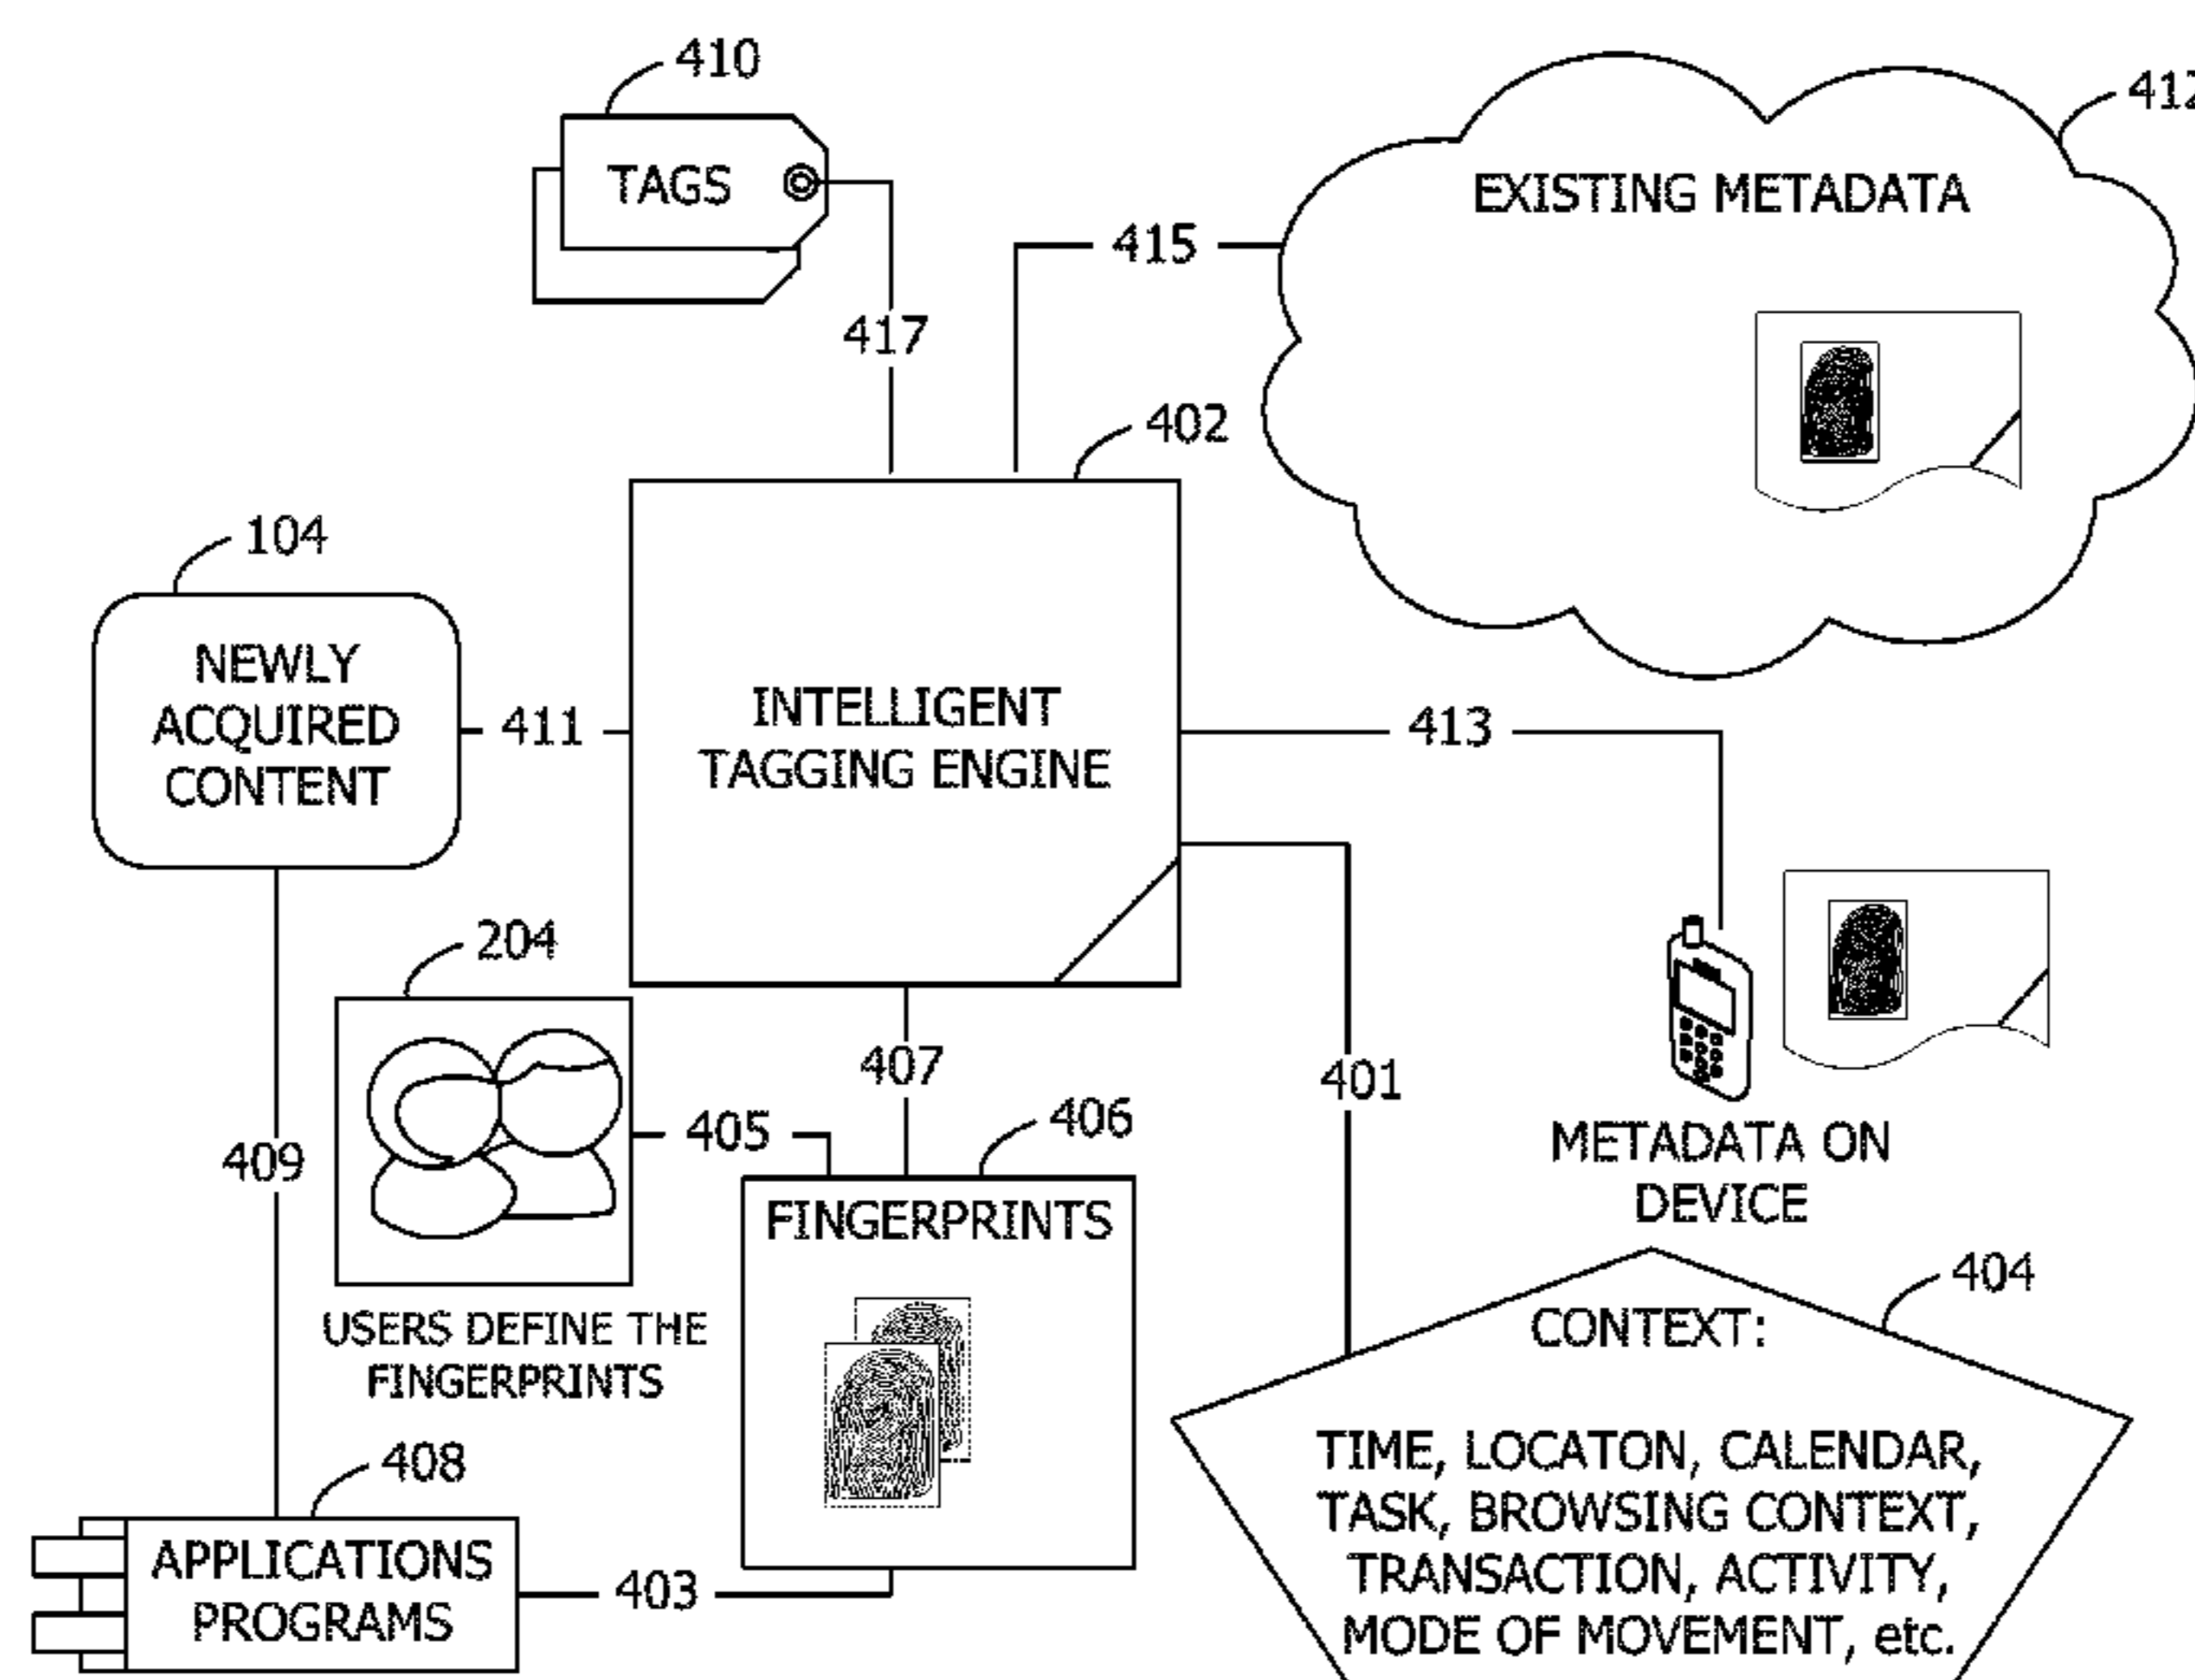 410
412
TAGS
EXISTING METADATA
415
417
402
104
NEWLY
ACQUIRED
CONTENT
411
INTELLIGENT
TAGGING ENGINE
413
204
407
401
405
406
409
METADATA ON
DEVICE
FINGERPRINTS
USERS DEFINE THE
FINGERPRINTS
404
CONTEXT:
TIME, LOCATON, CALENDAR,
TASK, BROWSING CONTEXT,
TRANSACTION, ACTIVITY,
MODE OF MOVEMENT, etc.
408
APPLICATIONS
PROGRAMS
403